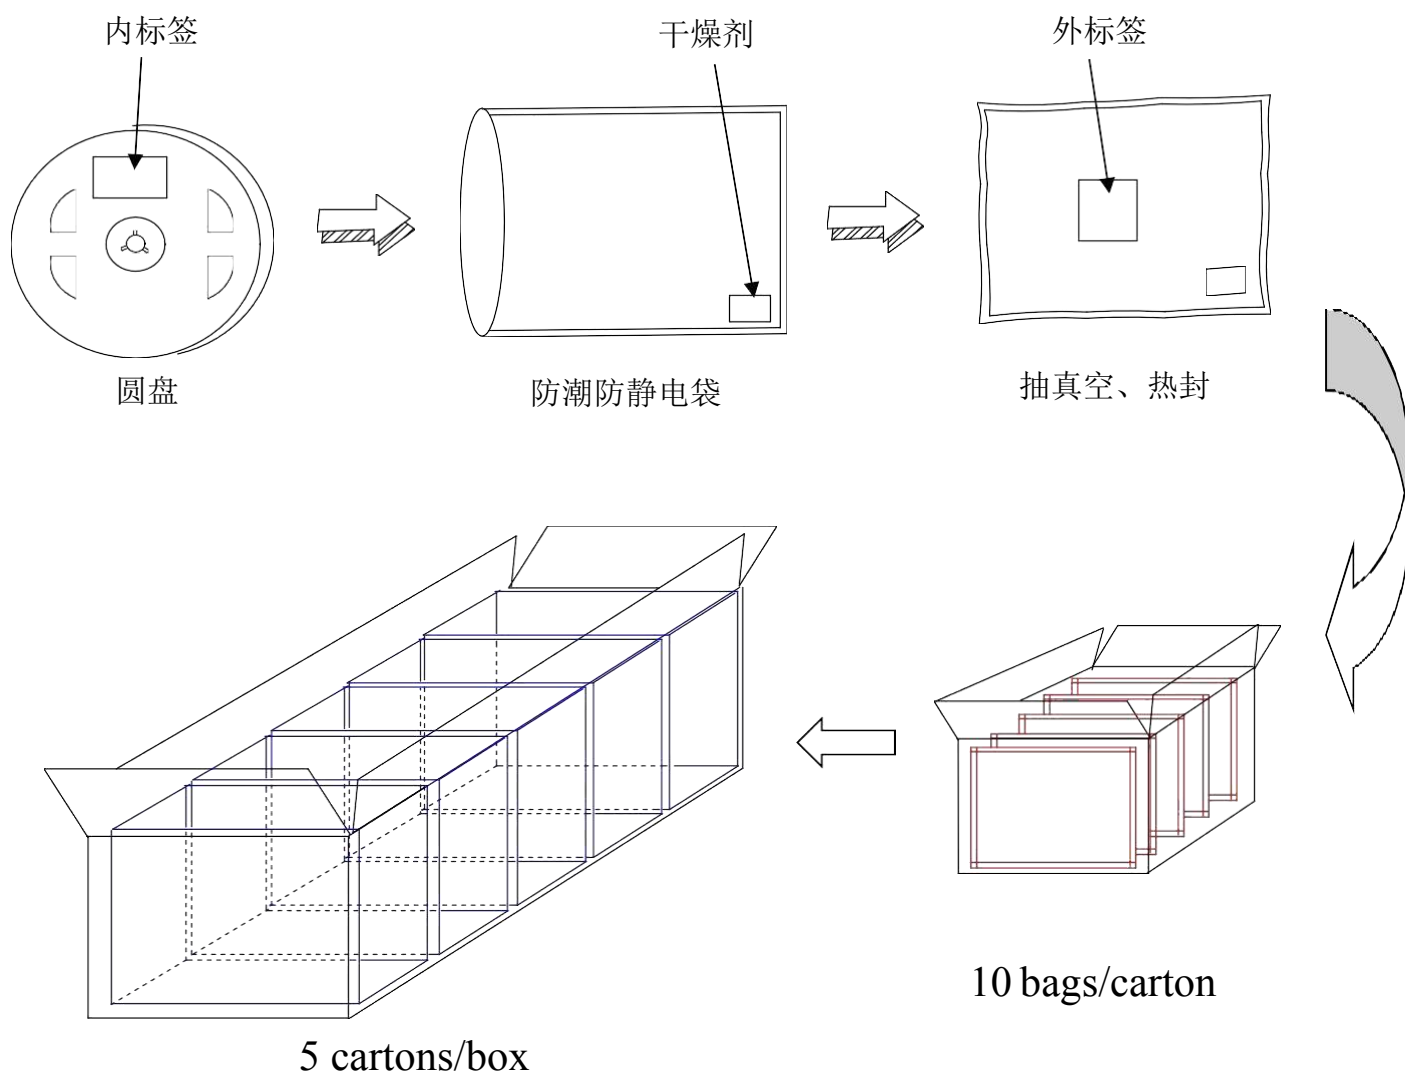 内标签
干燥剂
外标签
圆盘
防潮防静电袋
抽真空、热封
10 bags/carton
5 cartons/box